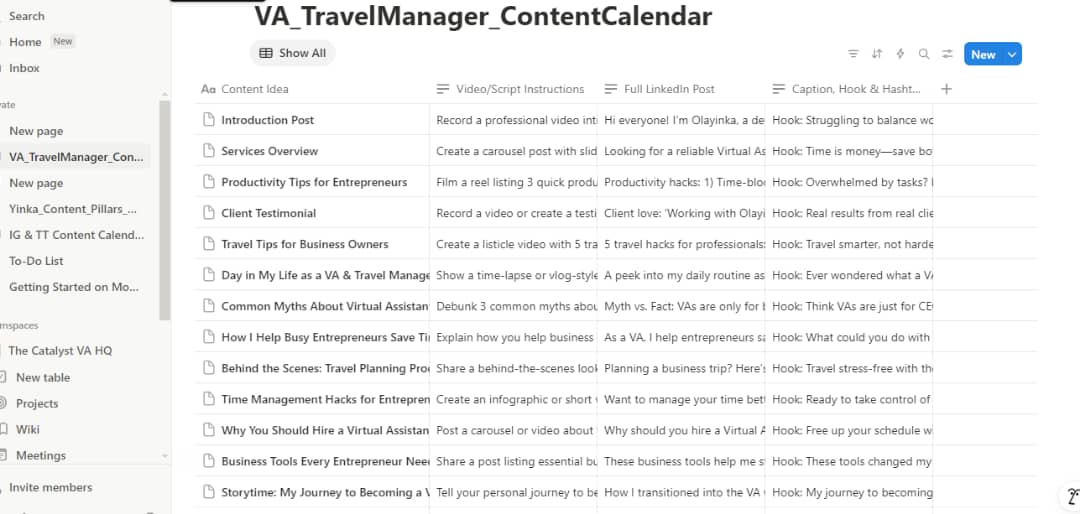 VA_TravelManager_ContentCalendar
Search
Home New
Inbox
vate
New page
VA_TravelManager_Con...
New page
Yinka_Content_Pillars_...
IG & TT Content Calend...
To-Do List
Getting Started on Mo...
mspaces
The Catalyst VA HQ
New table
Projects
Wiki
Meetings
Invite members
Show All
New
Aa Content Idea Video/Script Instructions Full LinkedIn Post Caption, Hook & Hasht...
Introduction Post Record a professional video int Hi everyone! I'm Olayinka, a de Hook: Struggling to balance wo
Services Overview Create a carousel post with slid Looking for a reliable Virtual As Hook: Time is money—save bo
Productivity Tips for Entrepreneurs Film a reel listing 3 quick produ Productivity hacks: 1) Time-bloc Hook: Overwhelmed by tasks?
Client Testimonial Record a video or create a testi Client love: 'Working with Olayi Hook: Real results from real clie
Travel Tips for Business Owners Create a listicle video with 5 tra 5 travel hacks for professionals: Hook: Travel smarter, not harde
Day in My Life as a VA & Travel Manage Show a time-lapse or vlog-style A peek into my daily routine as Hook: Ever wondered what a VA
Common Myths About Virtual Assistan Debunk 3 common myths abou Myth vs. Fact: VAs are only for Hook: Think VAs are just for CE
How I Help Busy Entrepreneurs Save Ti Explain how you help business As a VA, I help entrepreneurs sa Hook: What could you do with
Behind the Scenes: Travel Planning Pro Share a behind-the-scenes look Planning a business trip? Here's Hook: Travel stress-free with the
Time Management Hacks for Entrepren Create an infographic or short Want to manage your time bet Hook: Ready to take control of
Why You Should Hire a Virtual Assistan Post a carousel or video about Why should you hire a Virtual A Hook: Free up your schedule w
Business Tools Every Entrepreneur Nee Share a post listing essential bu These business tools help me s Hook: These tools changed my
Storytime: My Journey to Becoming a V Tell your personal journey to be How I transitioned into the VA Hook: My journey to becoming